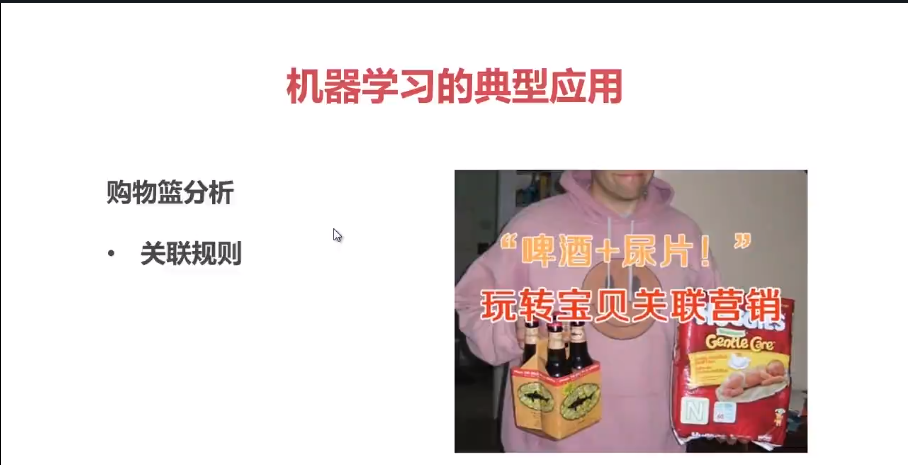 机器学习的典型应用
购物篮分析
• 关联规则
“啤酒+尿片！”
玩转宝贝关联营销
HUGGIES
Gentle Care
N